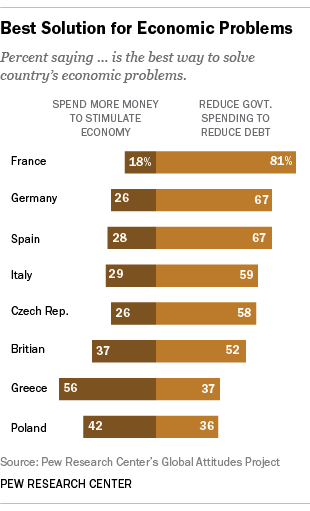 Best Solution for Economic Problems
Percent saying ... is the best way to solve
country's economic problems.
SPEND MORE MONEY
TO STIMULATE
ECONOMY
REDUCE GOVT.
SPENDING TO
REDUCE DEBT
France 18% 81%
Germany 26 67
Spain 28 67
Italy 29 59
Czech Rep. 26 58
Britian 37 52
Greece 56 37
Poland 42 36
Source: Pew Research Center's Global Attitudes Project
PEW RESEARCH CENTER